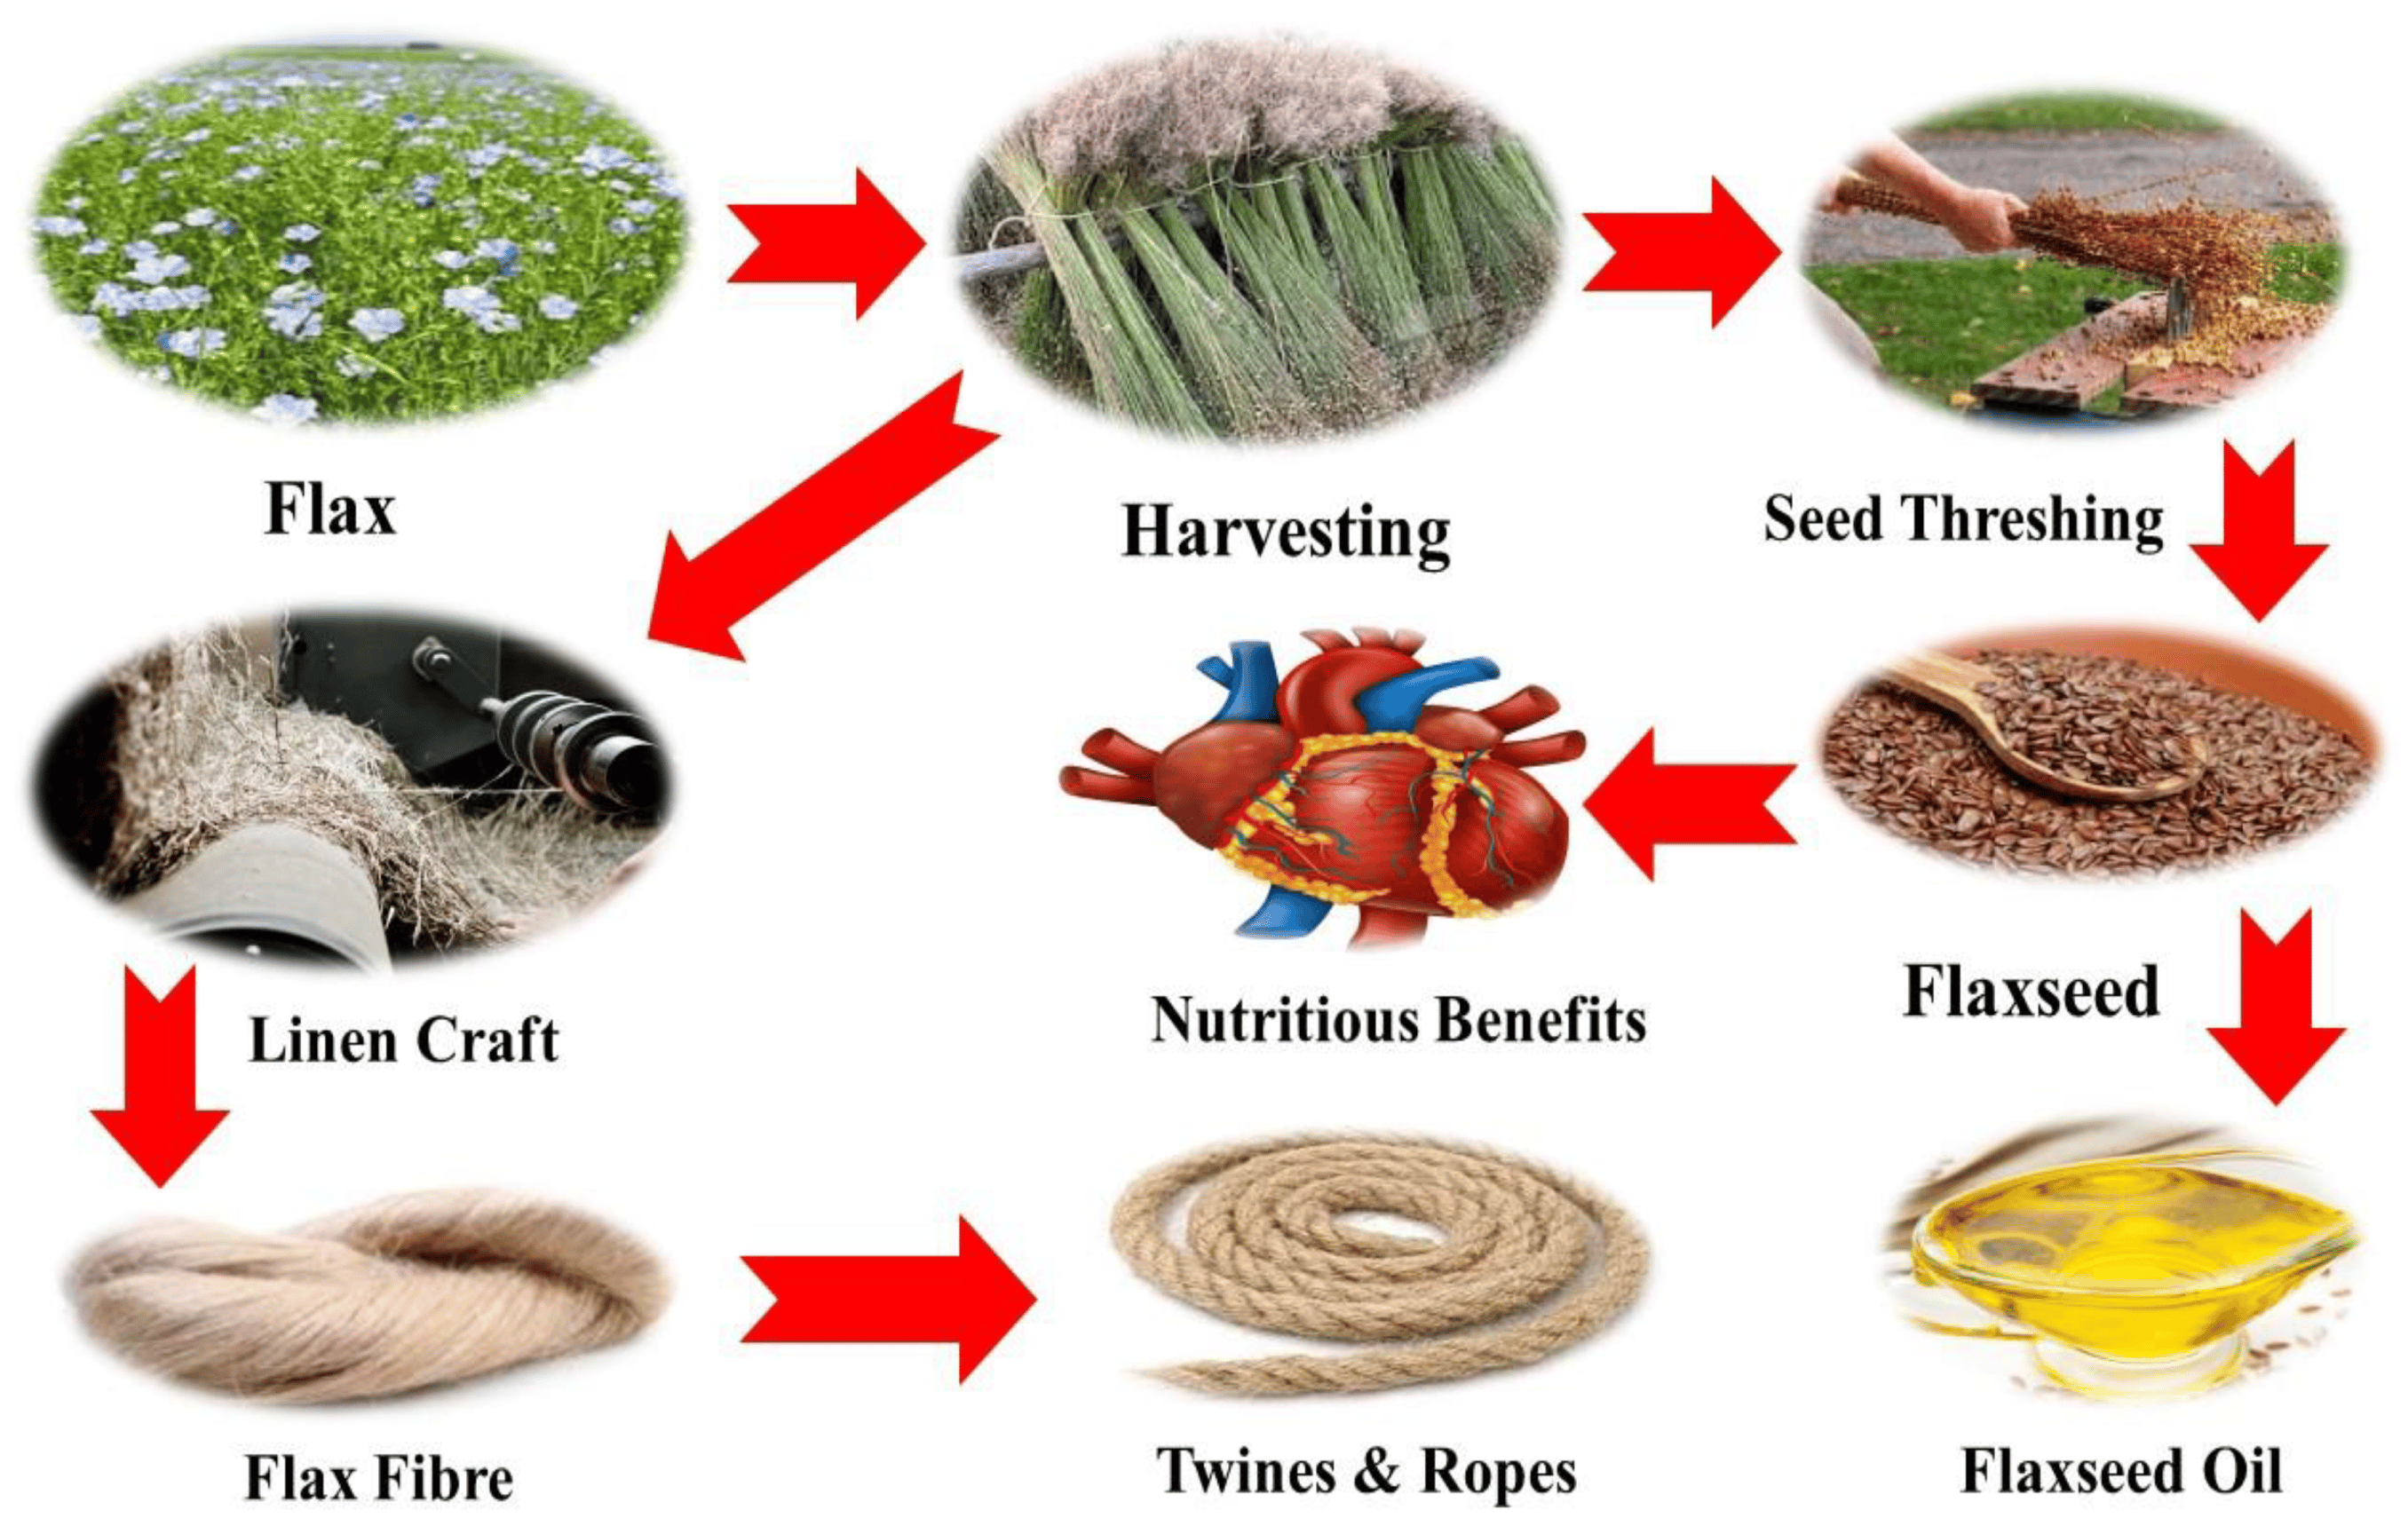 Flax
Harvesting
Seed Threshing
Linen Craft
Nutritious Benefits
Flaxseed
Flax Fibre
Twines & Ropes
Flaxseed Oil